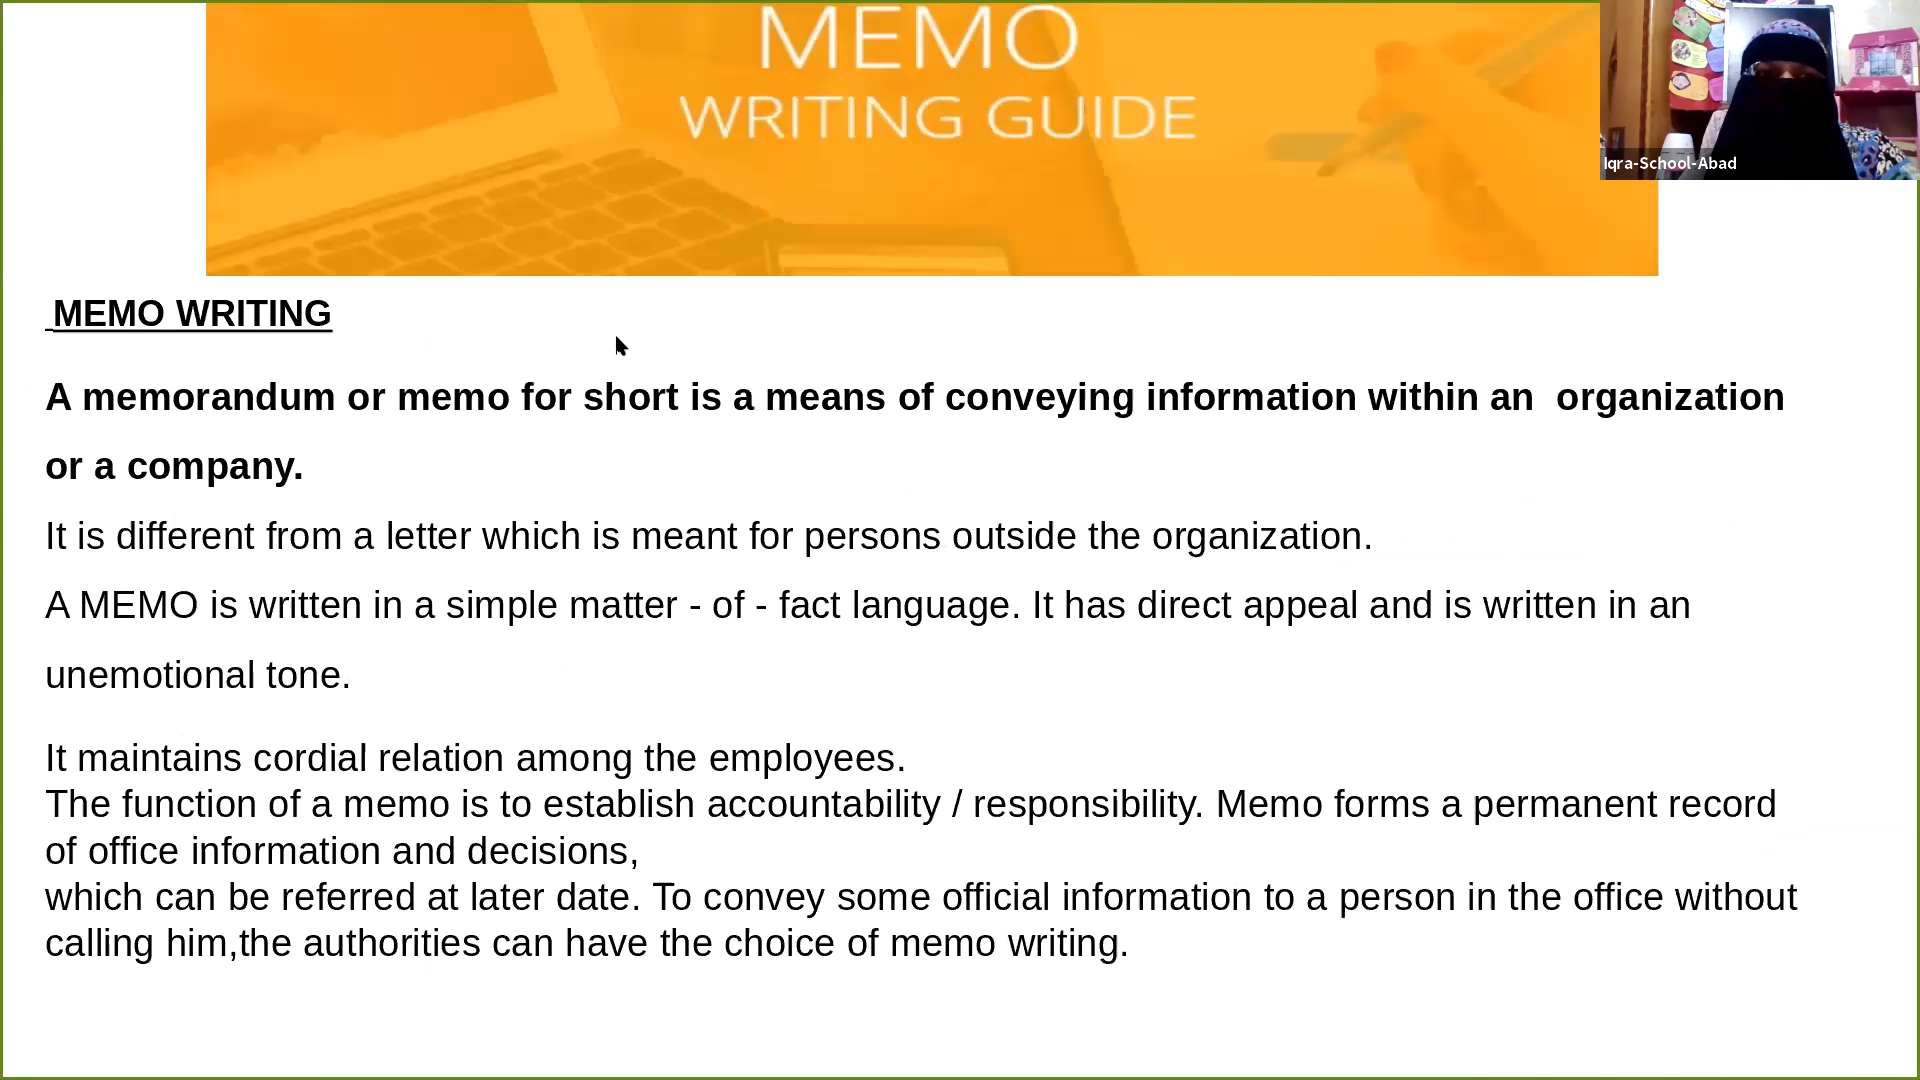 MEMO
WRITING GUIDE
Iqra-School-Abad
MEMO WRITING
A memorandum or memo for short is a means of conveying information within an  organization
or a company.
It is different from a letter which is meant for persons outside the organization.
A MEMO is written in a simple matter - of - fact language. It has direct appeal and is written in an
unemotional tone.
It maintains cordial relation among the employees.
The function of a memo is to establish accountability / responsibility. Memo forms a permanent record
of office information and decisions,
which can be referred at later date. To convey some official information to a person in the office without
calling him,the authorities can have the choice of memo writing.